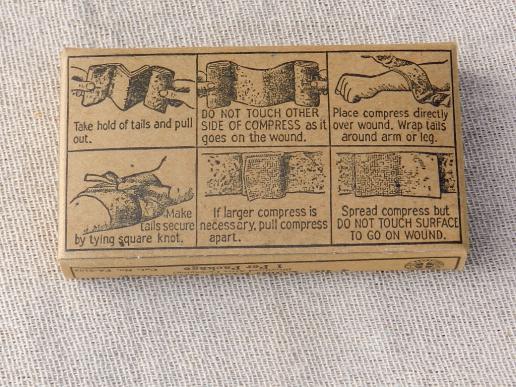 Take hold of tails and pull
out.
DO NOT TOUCH OTHER
SIDE OF COMPRESS as it
goes on the wound.
Place compress directly
over wound. Wrap tails
around arm or leg.
Make
tails secure
by tying square knot.
If larger compress is
necessary, pull compress
apart.
Spread compress but
DO NOT TOUCH SURFACE
TO GO ON WOUND.
1 Per Package